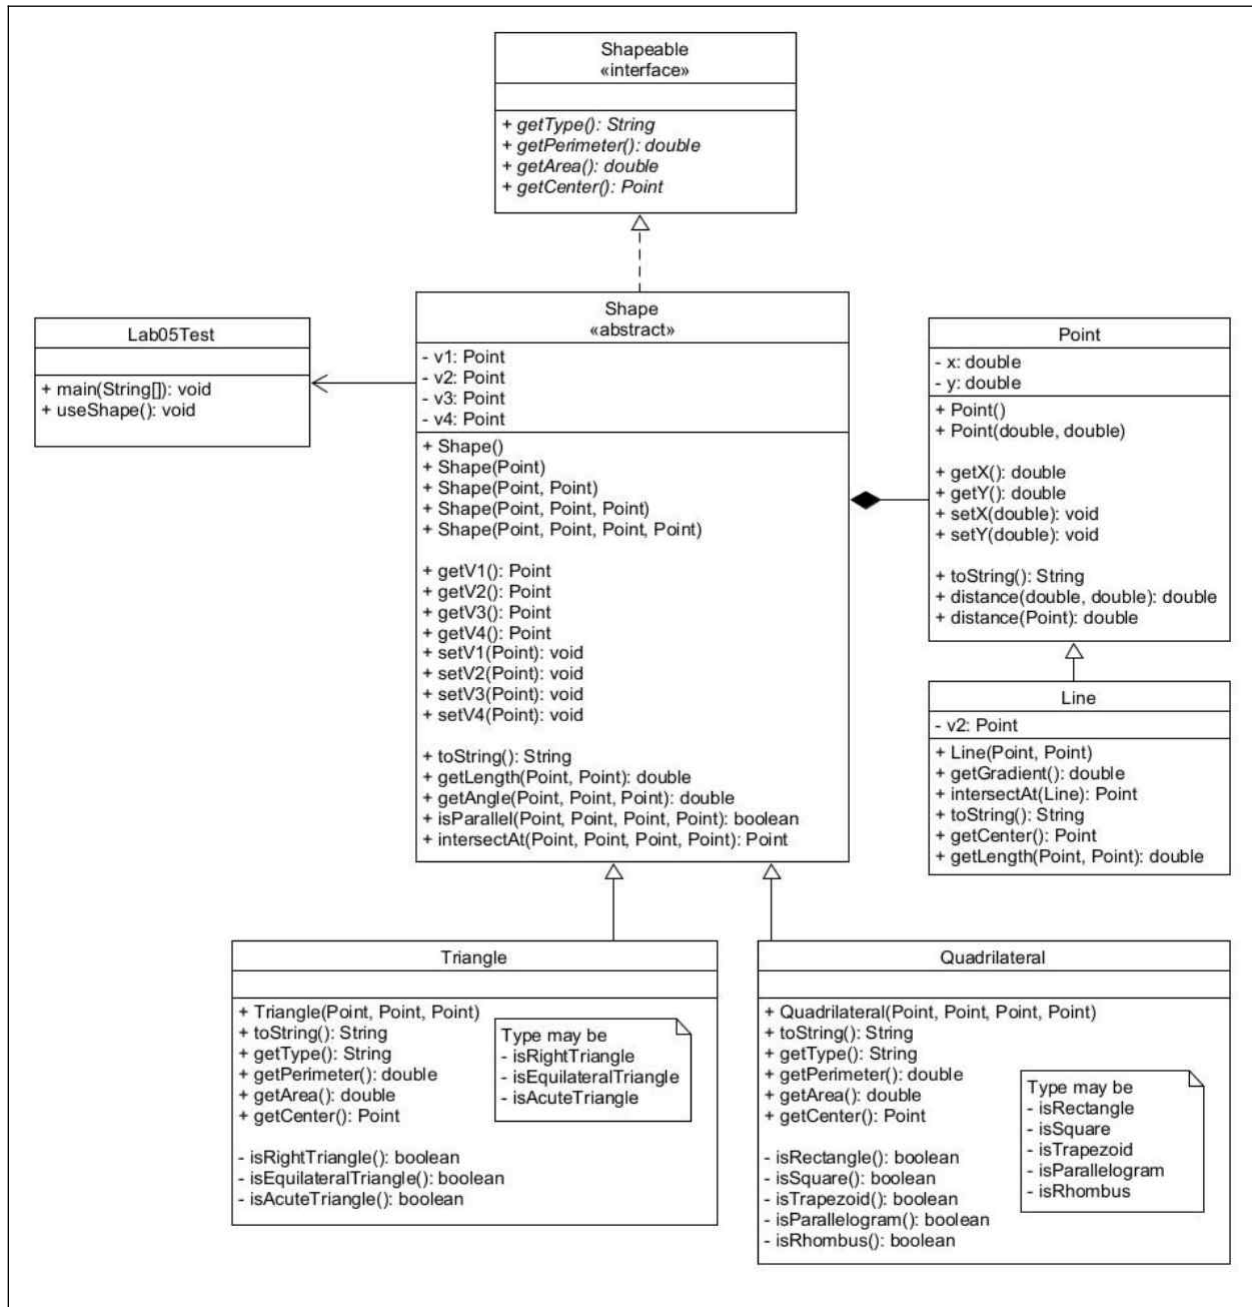 Shapeable
«interface»
+ getType(): String
+ getPerimeter(): double
+ getArea(): double
+ getCenter(): Point
Lab05Test
+ main(String[]): void
+ useShape(): void
Shape
«abstract»
- v1: Point
- v2: Point
- v3: Point
- v4: Point
+ Shape()
+ Shape(Point)
+ Shape(Point, Point)
+ Shape(Point, Point, Point)
+ Shape(Point, Point, Point, Point)
+ getV1(): Point
+ getV2(): Point
+ getV3(): Point
+ getV4(): Point
+ setV1(Point): void
+ setV2(Point): void
+ setV3(Point): void
+ setV4(Point): void
+ toString(): String
+ getLength(Point, Point): double
+ getAngle(Point, Point, Point): double
+ isParallel(Point, Point, Point, Point): boolean
+ intersectAt(Point, Point, Point, Point): Point
Point
- x: double
- y: double
+ Point()
+ Point(double, double)
+ getX(): double
+ getY(): double
+ setX(double): void
+ setY(double): void
+ toString(): String
+ distance(double, double): double
+ distance(Point): double
Line
- v2: Point
+ Line(Point, Point)
+ getGradient(): double
+ intersectAt(Line): Point
+ toString(): String
+ getCenter(): Point
+ getLength(Point, Point): double
Triangle
+ Triangle(Point, Point, Point)
+ toString(): String
+ getType(): String
+ getPerimeter(): double
+ getArea(): double
+ getCenter(): Point
- isRightTriangle(): boolean
- isEquilateralTriangle(): boolean
- isAcuteTriangle(): boolean
Type may be
- isRightTriangle
- isEquilateralTriangle
- isAcuteTriangle
Quadrilateral
+ Quadrilateral(Point, Point, Point, Point)
+ toString(): String
+ getType(): String
+ getPerimeter(): double
+ getArea(): double
+ getCenter(): Point
- isRectangle(): boolean
- isSquare(): boolean
- isTrapezoid(): boolean
- isParallelogram(): boolean
- isRhombus(): boolean
Type may be
- isRectangle
- isSquare
- isTrapezoid
- isParallelogram
- isRhombus